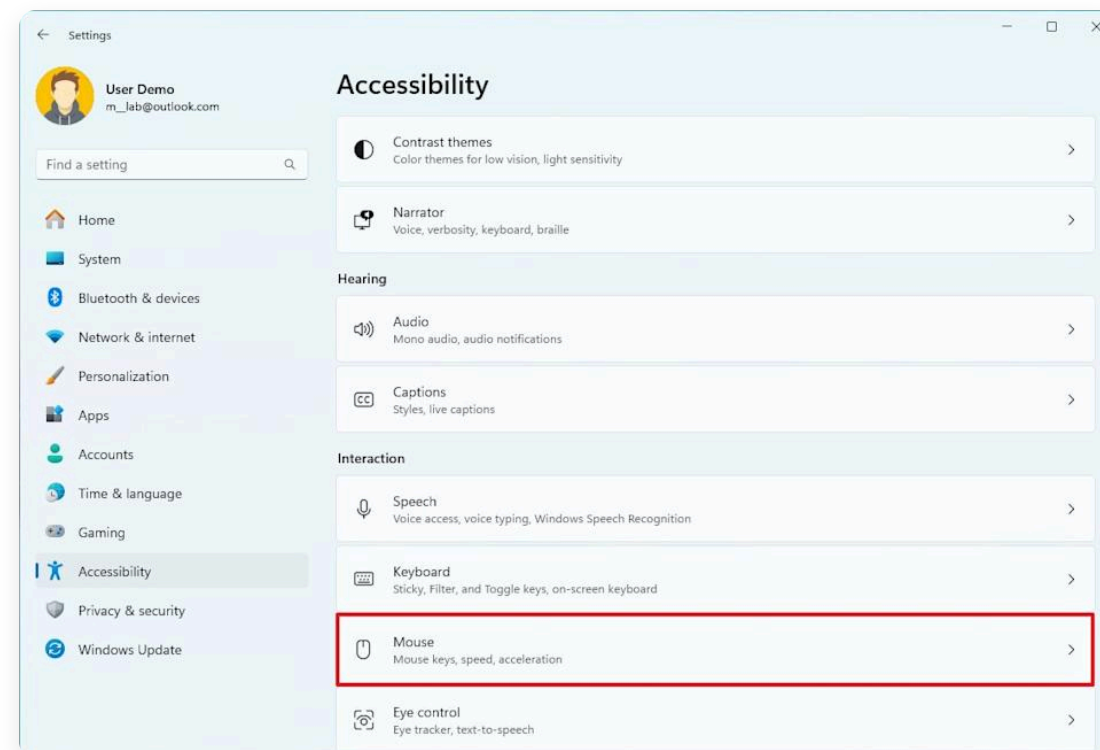 Settings
User Demo
m_lab@outlook.com
Find a setting
Home
System
Bluetooth & devices
Network & internet
Personalization
Apps
Accounts
Time & language
Gaming
Accessibility
Privacy & security
Windows Update
Accessibility
Contrast themes
Color themes for low vision, light sensitivity
Narrator
Voice, verbosity, keyboard, braille
Hearing
Audio
Mono audio, audio notifications
CC
Captions
Styles, live captions
Interaction
Speech
Voice access, voice typing, Windows Speech Recognition
Keyboard
Sticky, Filter, and Toggle keys, on-screen keyboard
Mouse
Mouse keys, speed, acceleration
Eye control
Eye tracker, text-to-speech